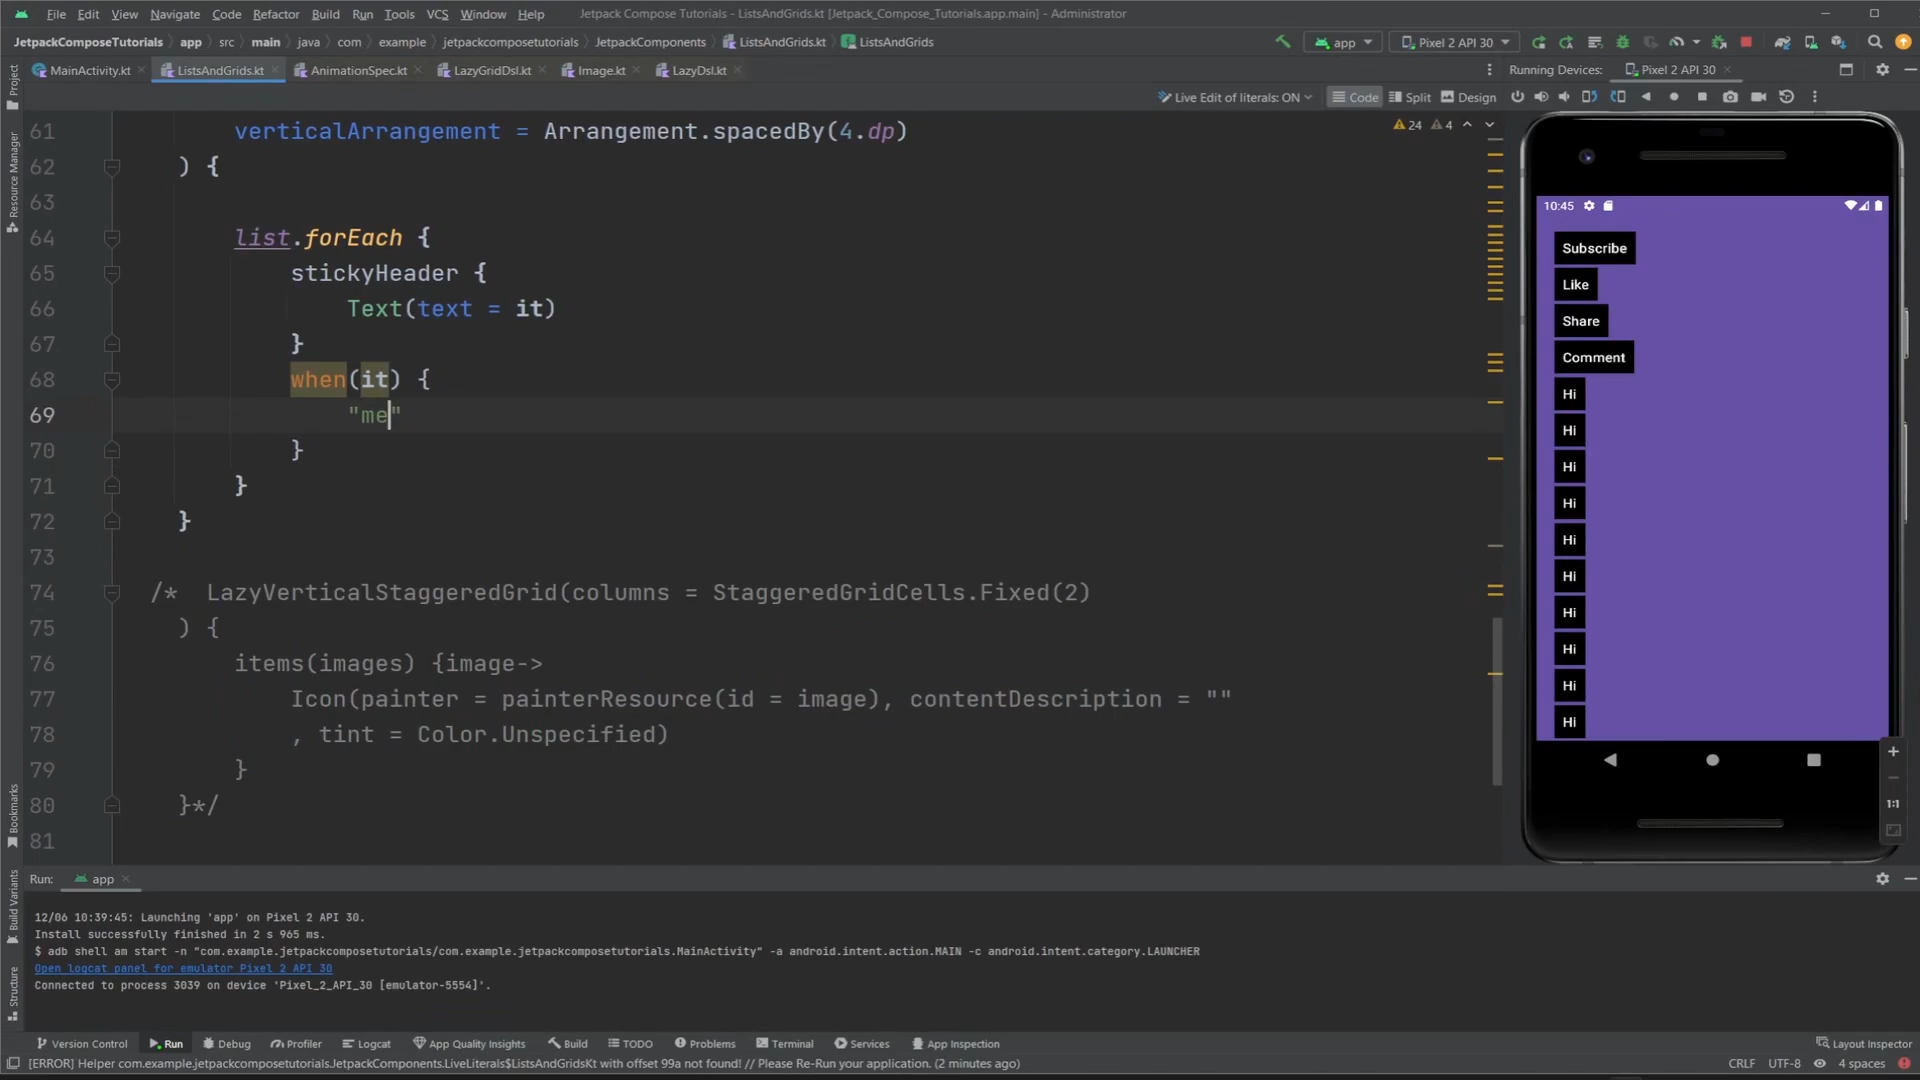 File Edit View Navigate Code Refactor Build Run Tools VCS Window Help Jetpack Compose Tutorials - ListsAndGrids.kt [Jetpack_Compose_Tutorials.app.main] - Administrator
JetpackComposeTutorials app src main java com example jetpackcomposetutorials JetpackComponents ListsAndGrids.kt ListsAndGrids app Pixel 2 API 30
MainActivity.kt ListsAndGrids.kt AnimationSpec.kt LazyGridDsl.kt Image.kt LazyDsl.kt Running Devices: Pixel 2 API 30
Live Edit of literals: ON Code Split Design
24 4
61 verticalArrangement = Arrangement.spacedBy(4.dp)
62 ) {
63
64 list.forEach {
65 stickyHeader {
66 Text(text = it)
67 }
68 when(it) {
69 "me"
70 }
71 }
72 }
73
74 /* LazyVerticalStaggeredGrid(columns = StaggeredGridCells.Fixed(2)
75 ) {
76 items(images) {image->
77 Icon(painter = painterResource(id = image), contentDescription = ""
78 , tint = Color.Unspecified)
79 }
80 }*/
81
10:45
Subscribe
Like
Share
Comment
Hi
Hi
Hi
Hi
Hi
Hi
Hi
Hi
Hi
Hi
1:1
Project
Resource Manager
Bookmarks
Build Variants
Structure
Run: app
12/06 10:39:45: Launching 'app' on Pixel 2 API 30.
Install successfully finished in 2 s 965 ms.
$ adb shell am start -n "com.example.jetpackcomposetutorials/com.example.jetpackcomposetutorials.MainActivity" -a android.intent.action.MAIN -c android.intent.category.LAUNCHER
Open logcat panel for emulator Pixel 2 API 30
Connected to process 3039 on device 'Pixel_2_API_30 [emulator-5554]'.
Version Control Run Debug Profiler Logcat App Quality Insights Build TODO Problems Terminal Services App Inspection Layout Inspector
[ERROR] Helper com.example.jetpackcomposetutorials.JetpackComponents.LiveLiterals$ListsAndGridsKt with offset 99a not found! // Please Re-Run your application. (2 minutes ago) CRLF UTF-8 4 spaces